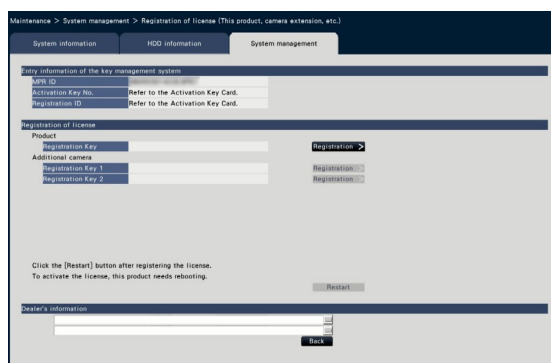 Maintenance > System management > Registration of license (This product, camera extension, etc.)
System information HDD information System management
Entry information of the key management system
MPR ID
Activation Key No. Refer to the Activation Key Card.
Registration ID Refer to the Activation Key Card.
Registration of license
Product
Registration Key Registration >
Additional camera
Registration Key 1 Registration >
Registration Key 2 Registration >
Click the [Restart] button after registering the license.
To activate the license, this product needs rebooting.
Restart
Dealer's information
Back